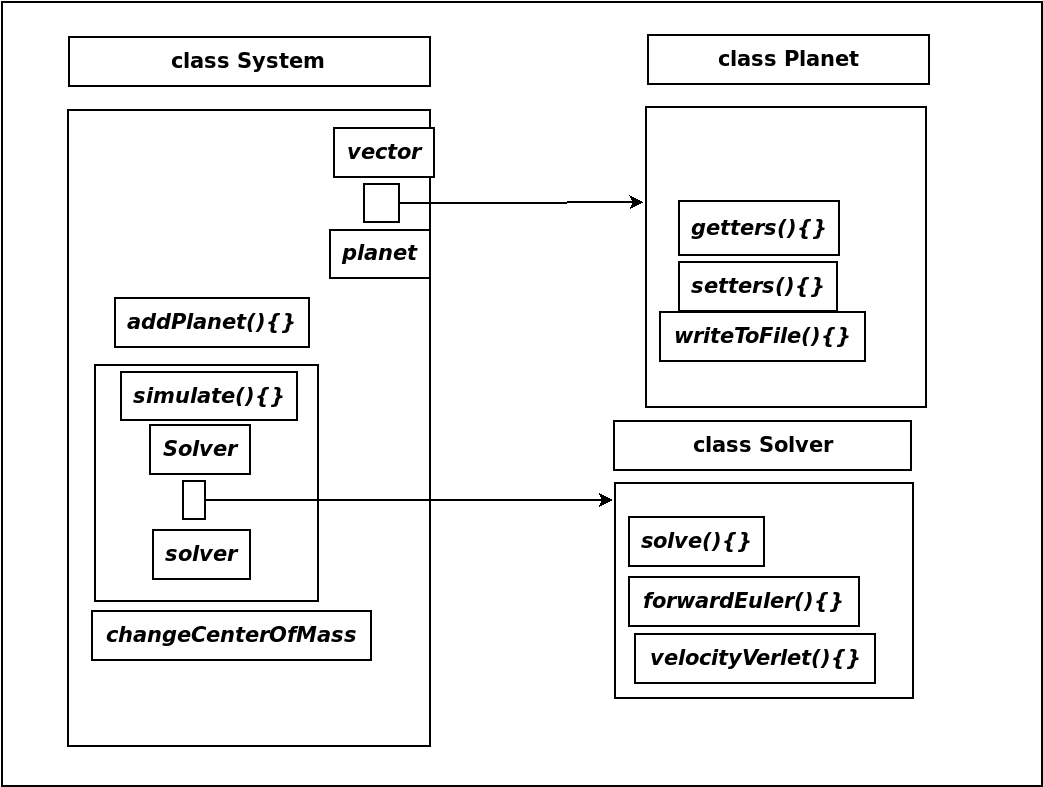 class System
vector
planet
addPlanet(){}
simulate(){}
Solver
solver
changeCenterOfMass
class Planet
getters(){}
setters(){}
writeToFile(){}
class Solver
solve(){}
forwardEuler(){}
velocityVerlet(){}